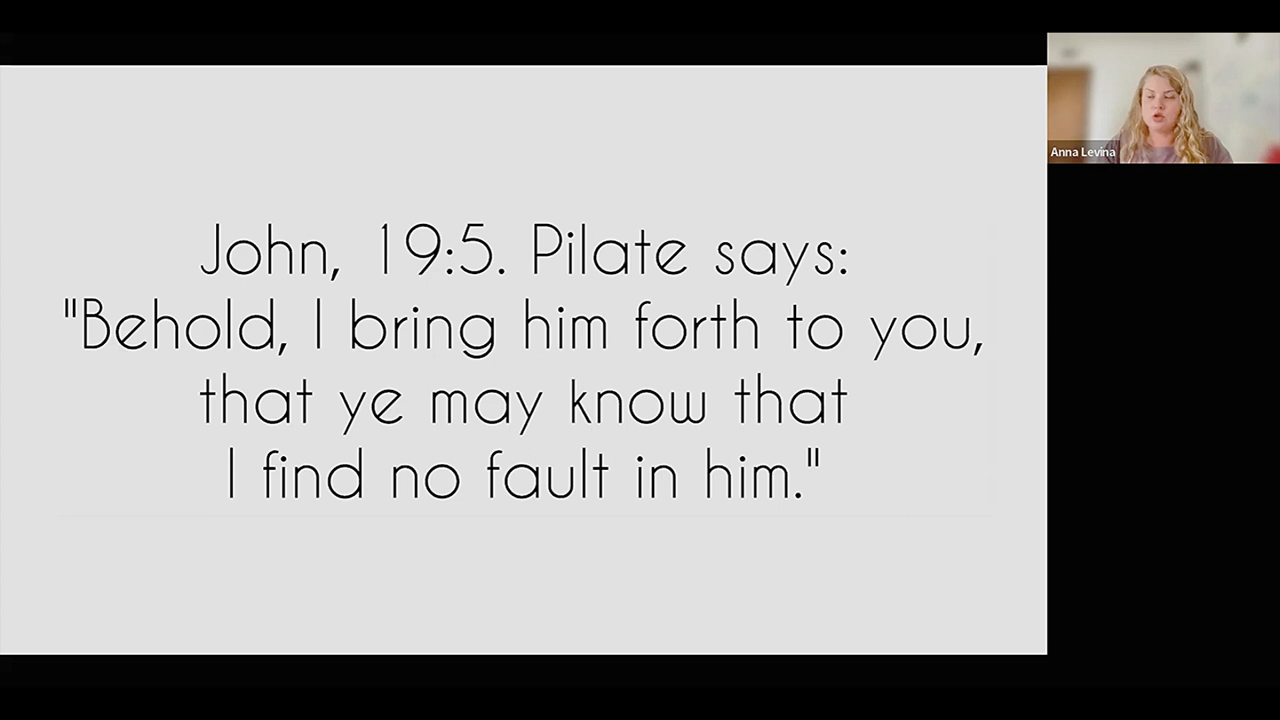 John, 19:5. Pilate says:
"Behold, I bring him forth to you,
that ye may know that
I find no fault in him."
Anna Levina